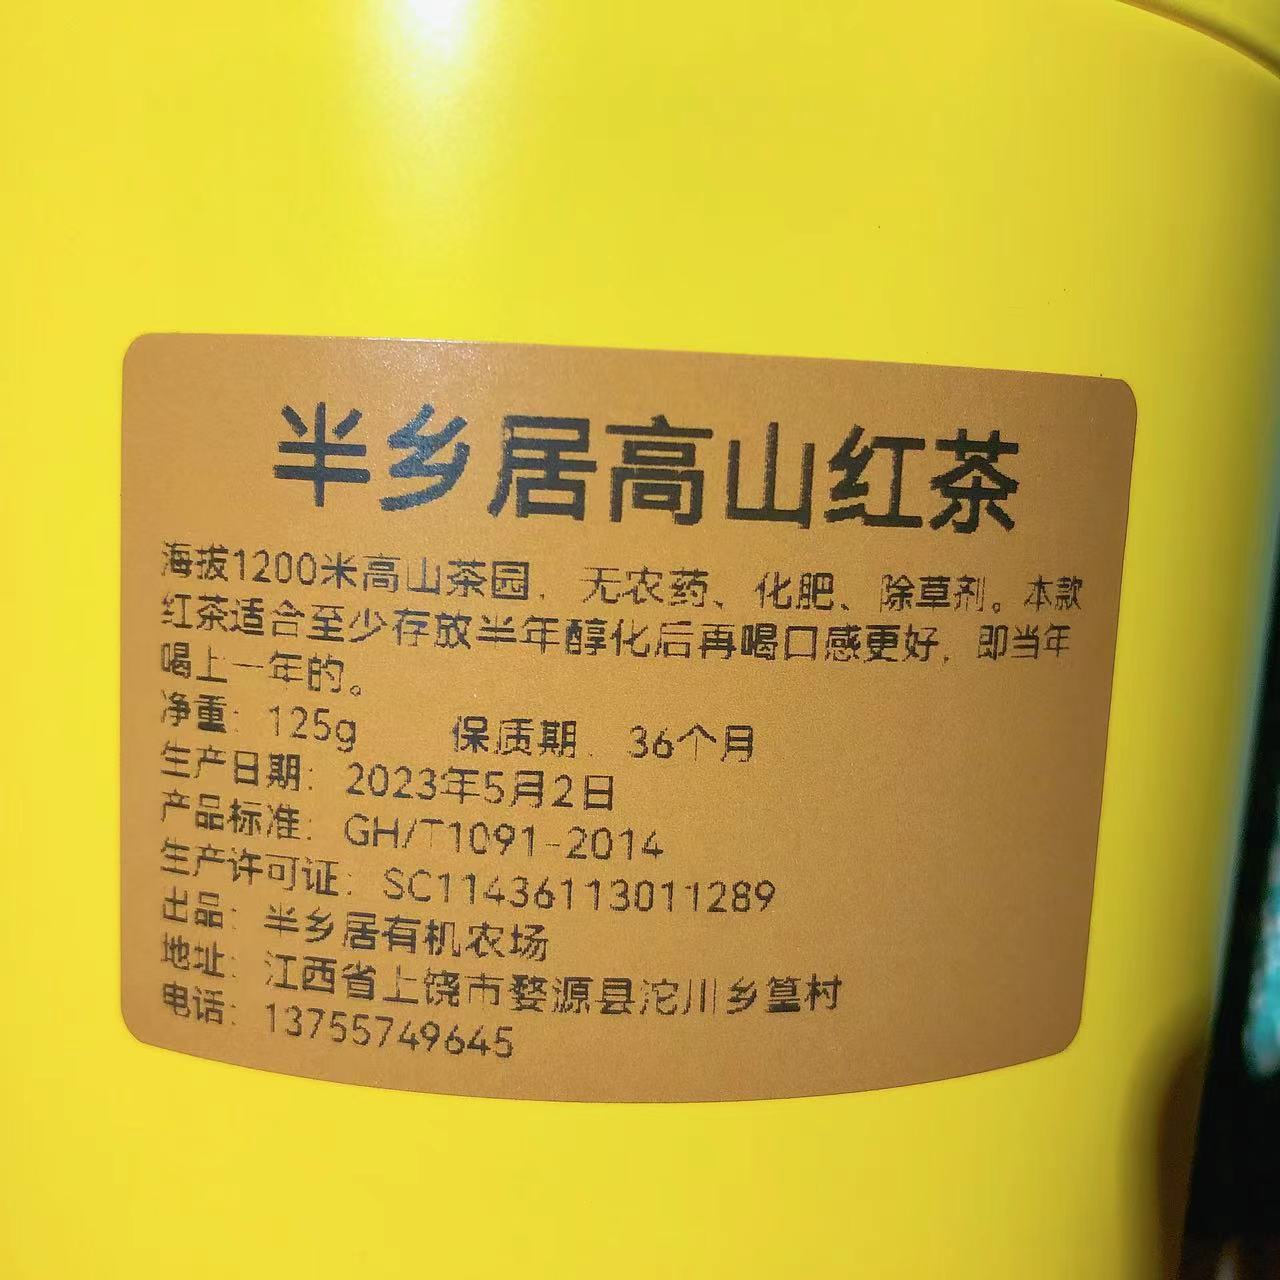 半乡居高山红茶
海拔1200米高山茶园，无农药、化肥、除草剂。本款
红茶适合至少存放半年醇化后再喝口感更好，即当年
喝上一年的。
净重：125g 保质期：36个月
生产日期：2023年5月2日
产品标准：GH/T1091-2014
生产许可证：SC11436113011289
出品：半乡居有机农场
地址：江西省上饶市婺源县沱川乡篁村
电话：13755749645